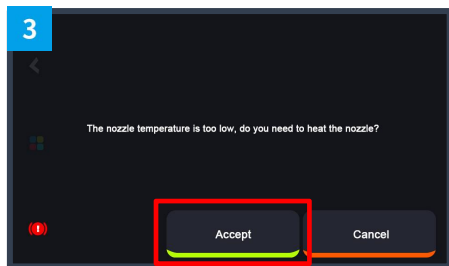 3
The nozzle temperature is too low, do you need to heat the nozzle?
Accept
Cancel